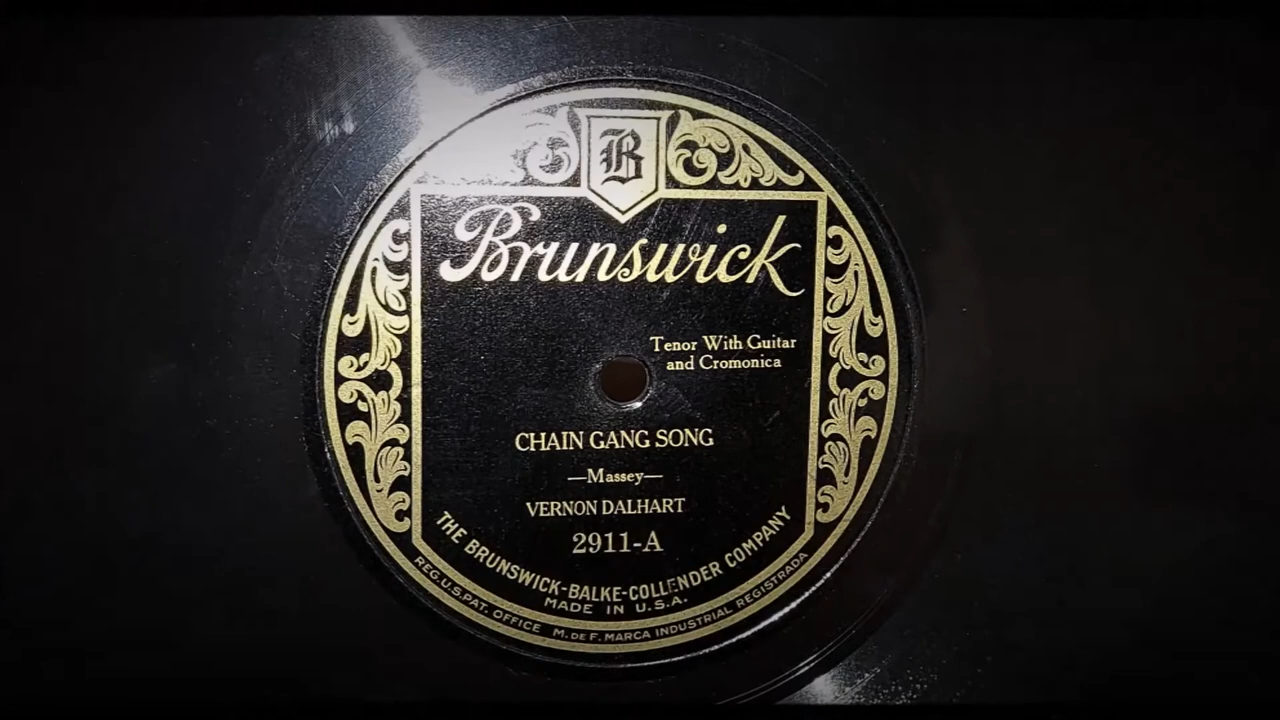 B
Brunswick
Tenor With Guitar
and Cromonica
CHAIN GANG SONG
—Massey—
VERNON DALHART
2911-A
THE BRUNSWICK-BALKE-COLLENDER COMPANY
MADE IN U.S.A.
REG.U.S.PAT. OFFICE M. DE F. MARCA INDUSTRIAL REGISTRADA